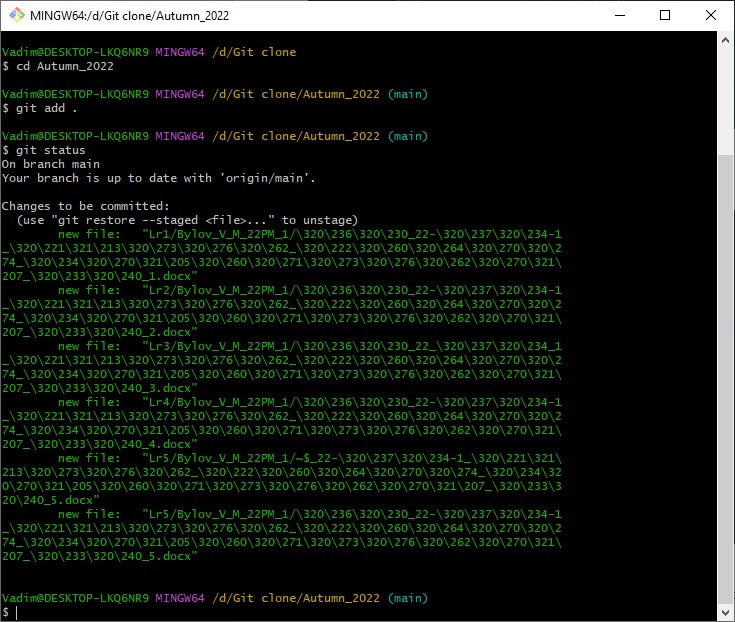 MINGW64:/d/Git clone/Autumn_2022
Vadim@DESKTOP-LKQ6NR9 MINGW64 /d/Git clone
$ cd Autumn_2022
Vadim@DESKTOP-LKQ6NR9 MINGW64 /d/Git clone/Autumn_2022 (main)
$ git add .
Vadim@DESKTOP-LKQ6NR9 MINGW64 /d/Git clone/Autumn_2022 (main)
$ git status
On branch main
Your branch is up to date with 'origin/main'.
Changes to be committed:
  (use "git restore --staged <file>..." to unstage)
        new file:   "Lr1/Bylov_V_M_22PM_1/\320\236\320\230_22-\320\237\320\234-1
_\320\221\321\213\320\273\320\276\320\262_\320\222\320\260\320\264\320\270\320\2
74_\320\234\320\270\321\205\320\260\320\271\320\273\320\276\320\262\320\270\321\
207_\320\233\320\240_1.docx"
        new file:   "Lr2/Bylov_V_M_22PM_1/\320\236\320\230_22-\320\237\320\234-1
_\320\221\321\213\320\273\320\276\320\262_\320\222\320\260\320\264\320\270\320\2
74_\320\234\320\270\321\205\320\260\320\271\320\273\320\276\320\262\320\270\321\
207_\320\233\320\240_2.docx"
        new file:   "Lr3/Bylov_V_M_22PM_1/\320\236\320\230_22_\320\237\320\234_1
_\320\221\321\213\320\273\320\276\320\262_\320\222\320\260\320\264\320\270\320\2
74_\320\234\320\270\321\205\320\260\320\271\320\273\320\276\320\262\320\270\321\
207_\320\233\320\240_3.docx"
        new file:   "Lr4/Bylov_V_M_22PM_1/\320\236\320\230_22-\320\237\320\234-1
_\320\221\321\213\320\273\320\276\320\262_\320\222\320\260\320\264\320\270\320\2
74_\320\234\320\270\321\205\320\260\320\271\320\273\320\276\320\262\320\270\321\
207_\320\233\320\240_4.docx"
        new file:   "Lr5/Bylov_V_M_22PM_1/~$_22-\320\237\320\234-1_\320\221\321\
213\320\273\320\276\320\262_\320\222\320\260\320\264\320\270\320\274_\320\234\32
0\270\321\205\320\260\320\271\320\273\320\276\320\262\320\270\321\207_\320\233\3
20\240_5.docx"
        new file:   "Lr5/Bylov_V_M_22PM_1/\320\236\320\230_22-\320\237\320\234-1
_\320\221\321\213\320\273\320\276\320\262_\320\222\320\260\320\264\320\270\320\2
74_\320\234\320\270\321\205\320\260\320\271\320\273\320\276\320\262\320\270\321\
207_\320\233\320\240_5.docx"
Vadim@DESKTOP-LKQ6NR9 MINGW64 /d/Git clone/Autumn_2022 (main)
$